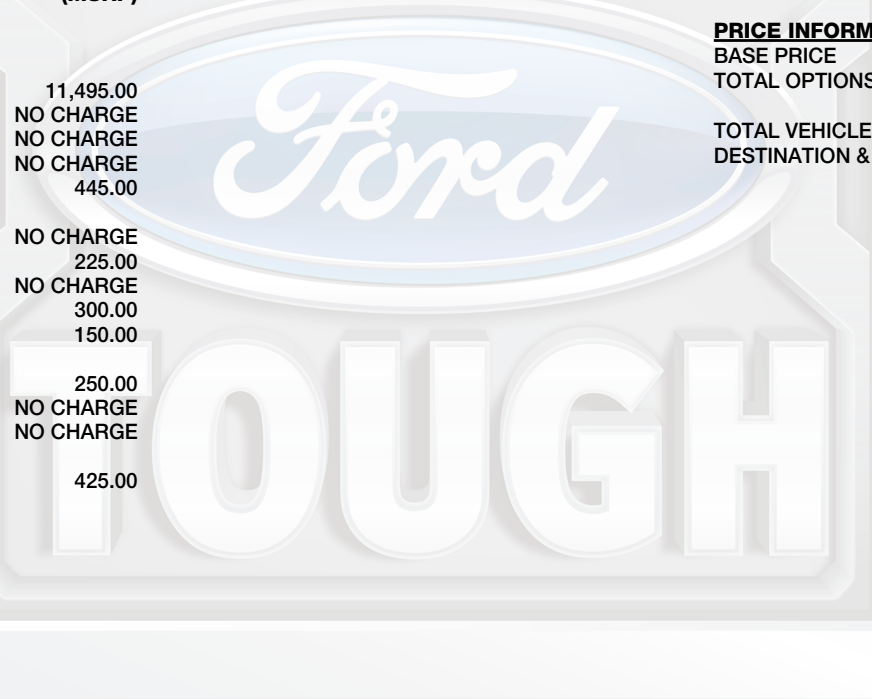 (MSRP)
11,495.00
NO CHARGE
NO CHARGE
NO CHARGE
445.00
NO CHARGE
225.00
NO CHARGE
300.00
150.00
250.00
NO CHARGE
NO CHARGE
425.00
PRICE INFORM
BASE PRICE
TOTAL OPTIONS
TOTAL VEHICLE
DESTINATION &
Ford
TOUGH